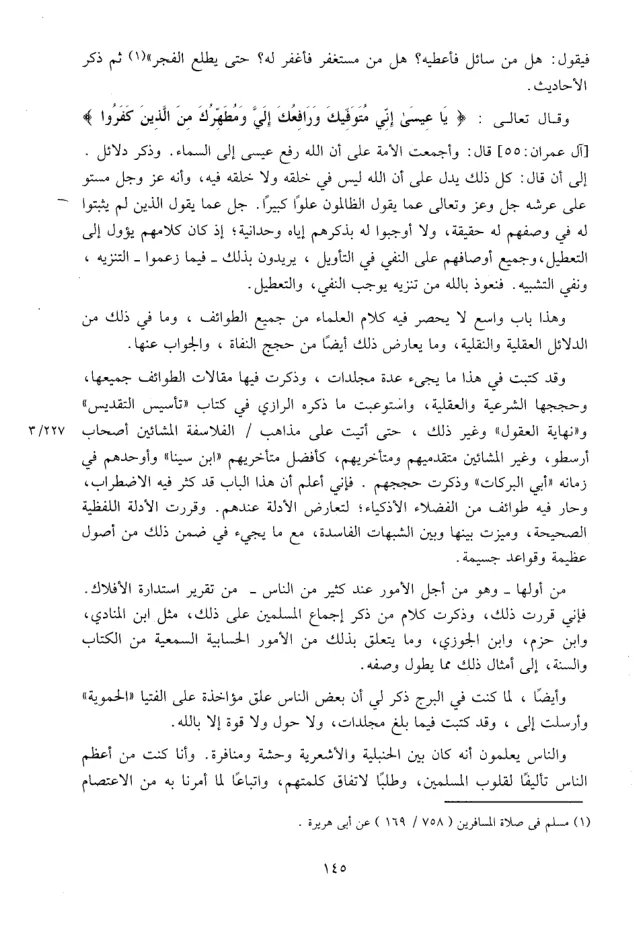 فيقول: هل من سائل فأعطيه؟ هل من مستغفر فأغفر له؟ حتى يطلع الفجر»(١) ثم ذكر
الأحاديث.
وقال تعالى : ﴿ يَا عِيسَىٰ إِنِّي مُتَوَفِّيكَ وَرَافِعُكَ إِلَيَّ وَمُطَهِّرُكَ مِنَ الَّذِينَ كَفَرُوا ﴾
[آل عمران:٥٥] قال: وأجمعت الأمة على أن الله رفع عيسى إلى السماء. وذكر دلائل .
إلى أن قال: كل ذلك يدل على أن الله ليس في خلقه ولا خلقه فيه، وأنه عز وجل مستو
على عرشه جل وعز وتعالى عما يقول الظالمون علوًا كبيرًا. جل عما يقول الذين لم يثبتوا
له في وصفهم له حقيقة، ولا أوجبوا له بذكرهم إياه وحدانية؛ إذ كان كلامهم يؤول إلى
التعطيل،وجميع أوصافهم على النفي في التأويل ، يريدون بذلك ـ فيما زعموا ـ التنزيه ،
ونفي التشبيه. فنعوذ بالله من تنزيه يوجب النفي، والتعطيل.
وهذا باب واسع لا يحصر فيه كلام العلماء من جميع الطوائف ، وما في ذلك من
الدلائل العقلية والنقلية، وما يعارض ذلك أيضًا من حجج النفاة ، والجواب عنها.
وقد كتبت في هذا ما يجىء عدة مجلدات ، وذكرت فيها مقالات الطوائف جميعها،
وحججها الشرعية والعقلية، واستوعبت ما ذكره الرازي في كتاب «تأسيس التقديس»
و«نهاية العقول» وغير ذلك ، حتى أتيت على مذاهب / الفلاسفة المشائين أصحاب ٣/٢٢٧
أرسطو، وغير المشائين متقدميهم ومتأخريهم، كأفضل متأخريهم «ابن سينا» وأوحدهم في
زمانه «أبي البركات» وذكرت حججهم . فإني أعلم أن هذا الباب قد كثر فيه الاضطراب،
وحار فيه طوائف من الفضلاء الأذكياء؛ لتعارض الأدلة عندهم. وقررت الأدلة اللفظية
الصحيحة، وميزت بينها وبين الشبهات الفاسدة، مع ما يجيء في ضمن ذلك من أصول
عظيمة وقواعد جسيمة.
من أولها ـ وهو من أجل الأمور عند كثير من الناس ـ من تقرير استدارة الأفلاك.
فإني قررت ذلك، وذكرت كلام من ذكر إجماع المسلمين على ذلك، مثل ابن المنادي،
وابن حزم، وابن الجوزي، وما يتعلق بذلك من الأمور الحسابية السمعية من الكتاب
والسنة، إلى أمثال ذلك مما يطول وصفه.
وأيضًا ، لما كنت في البرج ذكر لي أن بعض الناس علق مؤاخذة على الفتيا «الحموية»
وأرسلت إلى ، وقد كتبت فيما بلغ مجلدات، ولا حول ولا قوة إلا بالله.
والناس يعلمون أنه كان بين الحنبلية والأشعرية وحشة ومنافرة. وأنا كنت من أعظم
الناس تأليفًا لقلوب المسلمين، وطلبًا لاتفاق كلمتهم، واتباعًا لما أمرنا به من الاعتصام
(١) مسلم فى صلاة المسافرين ( ٧٥٨ / ١٦٩ ) عن أبى هريرة .
١٤٥